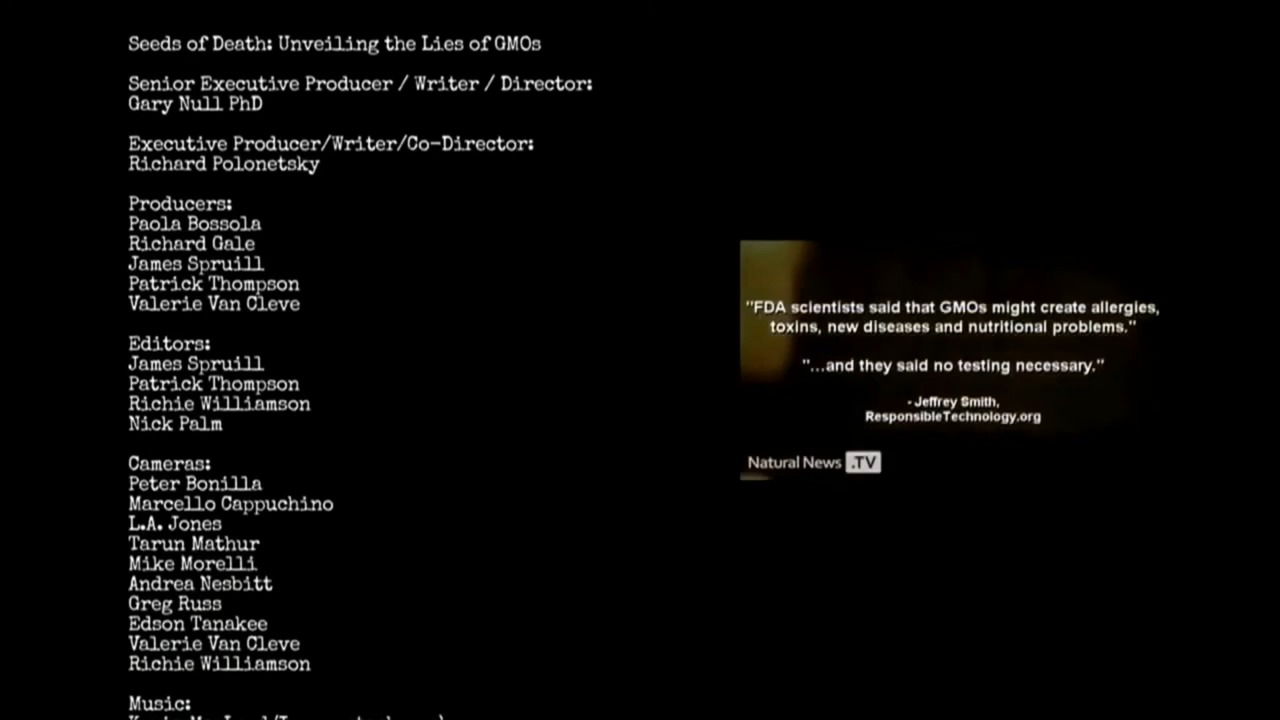 Seeds of Death: Unveiling the Lies of GMOs
Senior Executive Producer / Writer / Director:
Gary Null PhD
Executive Producer/Writer/Co-Director:
Richard Polonetsky
Producers:
Paola Bossola
Richard Gale
James Spruill
Patrick Thompson
Valerie Van Cleve
Editors:
James Spruill
Patrick Thompson
Richie Williamson
Nick Palm
Cameras:
Peter Bonilla
Marcello Cappuchino
L.A. Jones
Tarun Mathur
Mike Morelli
Andrea Nesbitt
Greg Russ
Edson Tanakee
Valerie Van Cleve
Richie Williamson
Music:
"FDA scientists said that GMOs might create allergies,
toxins, new diseases and nutritional problems."
"...and they said no testing necessary."
- Jeffrey Smith,
ResponsibleTechnology.org
Natural News .TV